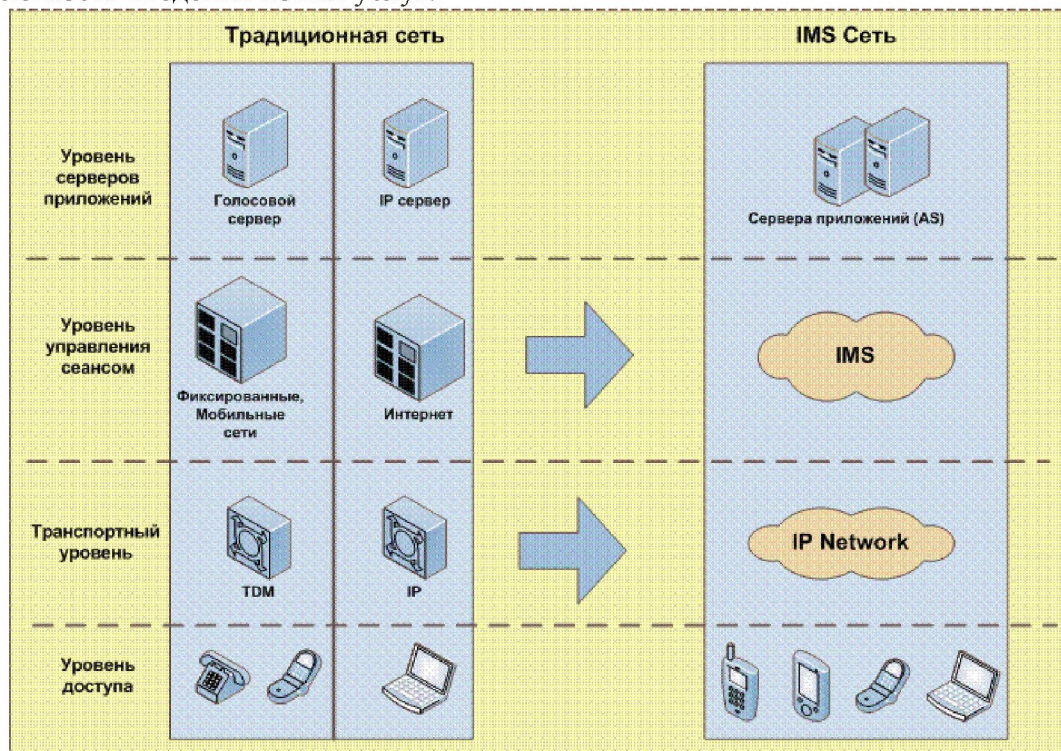 Традиционная сеть
IMS Сеть
Уровень
серверов
приложений
Голосовой
сервер
IP сервер
Сервера приложений (AS)
Уровень
управления
сеансом
Фиксированные,
Мобильные
сети
Интернет
IMS
Транспортный
уровень
TDM
IP
IP Network
Уровень
доступа